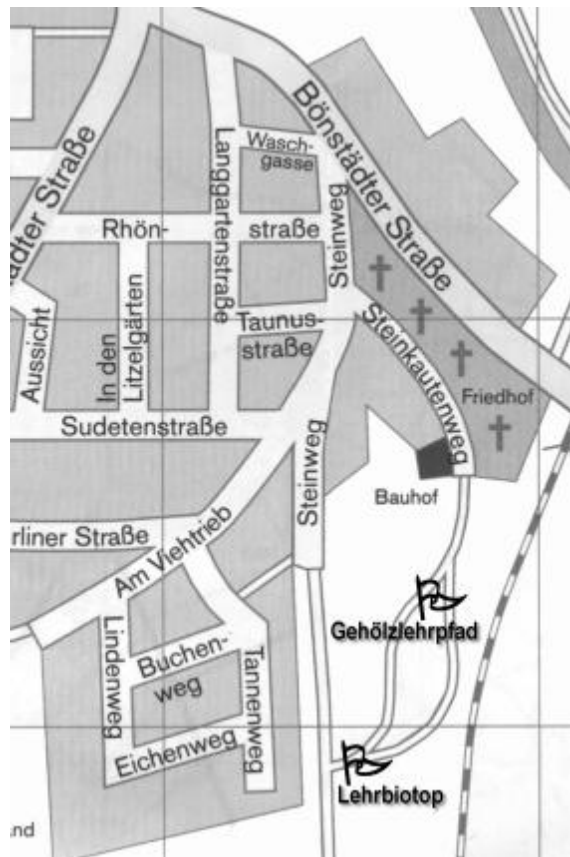 Bönstädter Straße
Wasch-
gasse
Langgartenstraße
Steinweg
ädter Straße
Rhön-
straße
In den
Litzelgärten
Aussicht
Taunus-
straße
Steinkautenweg
Friedhof
Sudetenstraße
Steinweg
Bauhof
rliner Straße
Am Viehtrieb
Gehölzlehrpfad
Lindenweg
Buchen-
weg
Tannenweg
Eichenweg
Lehrbiotop
nd